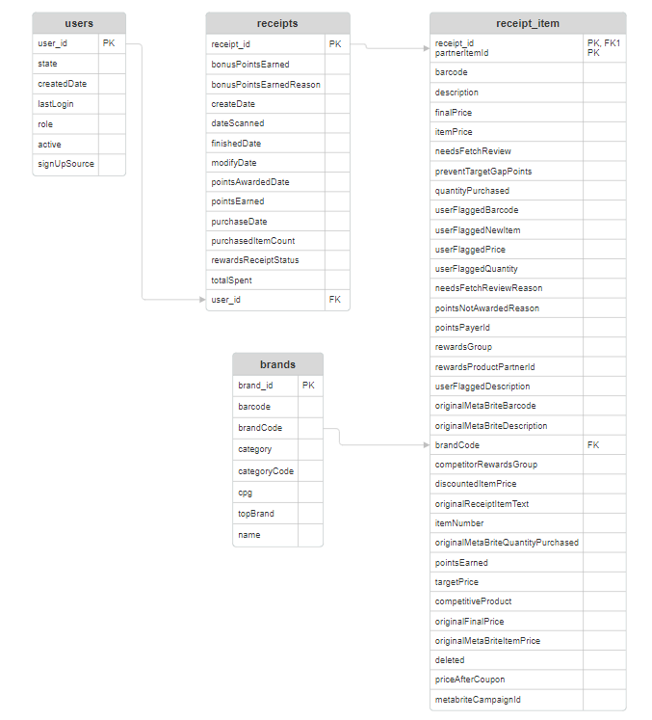 users
user_id PK
state
createdDate
lastLogin
role
active
signUpSource
receipts
receipt_id PK
bonusPointsEarned
bonusPointsEarnedReason
createDate
dateScanned
finishedDate
modifyDate
pointsAwardedDate
pointsEarned
purchaseDate
purchasedItemCount
rewardsReceiptStatus
totalSpent
user_id FK
brands
brand_id PK
barcode
brandCode
category
categoryCode
cpg
topBrand
name
receipt_item
receipt_id PK, FK1
partnerItemId PK
barcode
description
finalPrice
itemPrice
needsFetchReview
preventTargetGapPoints
quantityPurchased
userFlaggedBarcode
userFlaggedNewItem
userFlaggedPrice
userFlaggedQuantity
needsFetchReviewReason
pointsNotAwardedReason
pointsPayerId
rewardsGroup
rewardsProductPartnerId
userFlaggedDescription
originalMetaBriteBarcode
originalMetaBriteDescription
brandCode FK
competitorRewardsGroup
discountedItemPrice
originalReceiptItemText
itemNumber
originalMetaBriteQuantityPurchased
pointsEarned
targetPrice
competitiveProduct
originalFinalPrice
originalMetaBriteItemPrice
deleted
priceAfterCoupon
metabriteCampaignId